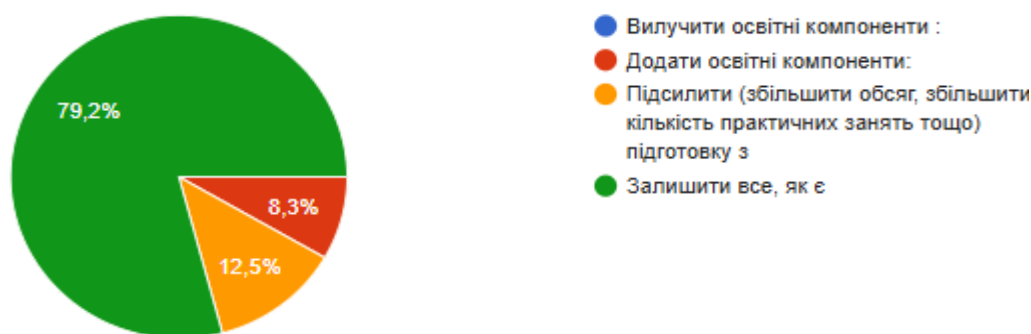 79,2%
8,3%
12,5%
Вилучити освітні компоненти :
Додати освітні компоненти:
Підсилити (збільшити обсяг, збільшити
кількість практичних занять тощо)
підготовку з
Залишити все, як є